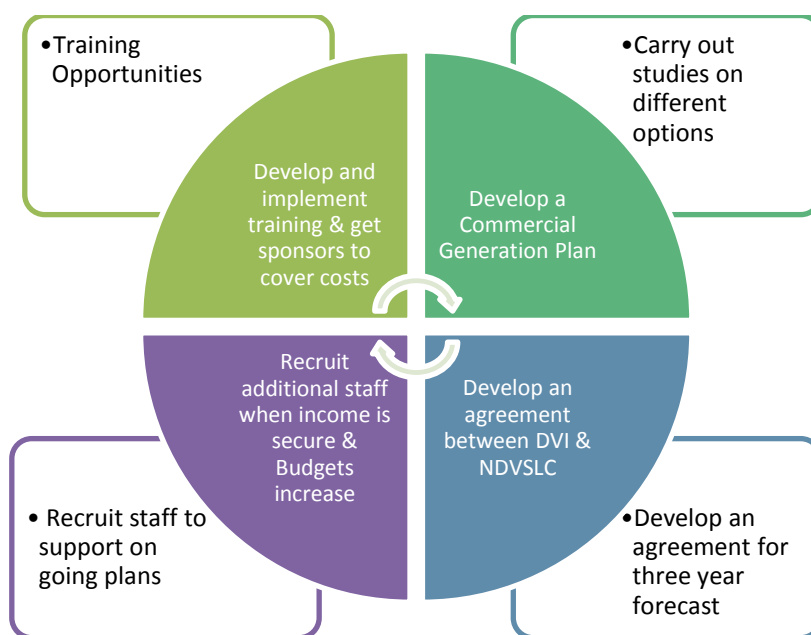 •Training
Opportunities
•Carry out
studies on
different
options
Develop and
implement
training & get
sponsors to
cover costs
Develop a
Commercial
Generation Plan
Recruit
additional staff
when income is
secure &
Budgets
increase
Develop an
agreement
between DVI &
NDVSLC
• Recruit staff to
support on
going plans
•Develop an
agreement for
three year
forecast